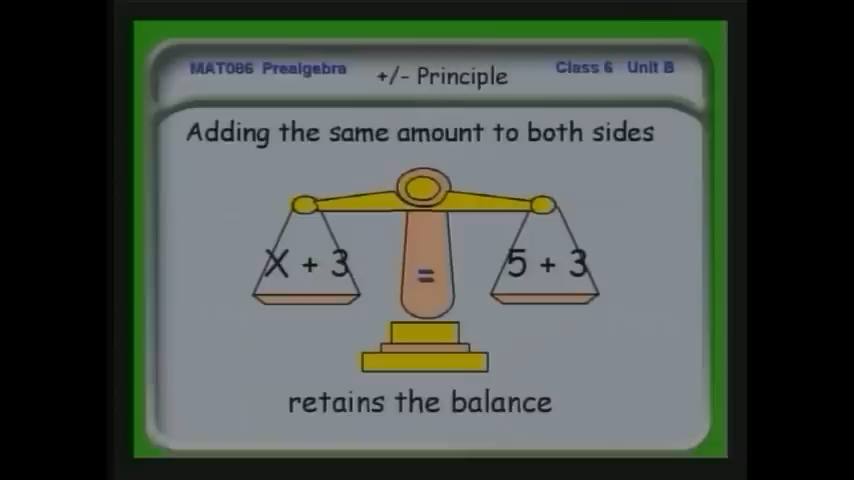 MAT086 Prealgebra
+/- Principle
Class 6 Unit B
Adding the same amount to both sides
X + 3 = 5 + 3
retains the balance